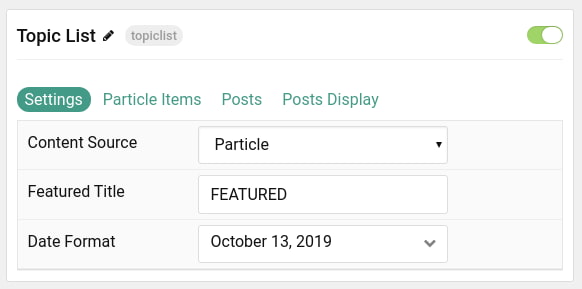 Topic List topiclist
Settings Particle Items Posts Posts Display
Content Source Particle
Featured Title FEATURED
Date Format October 13, 2019